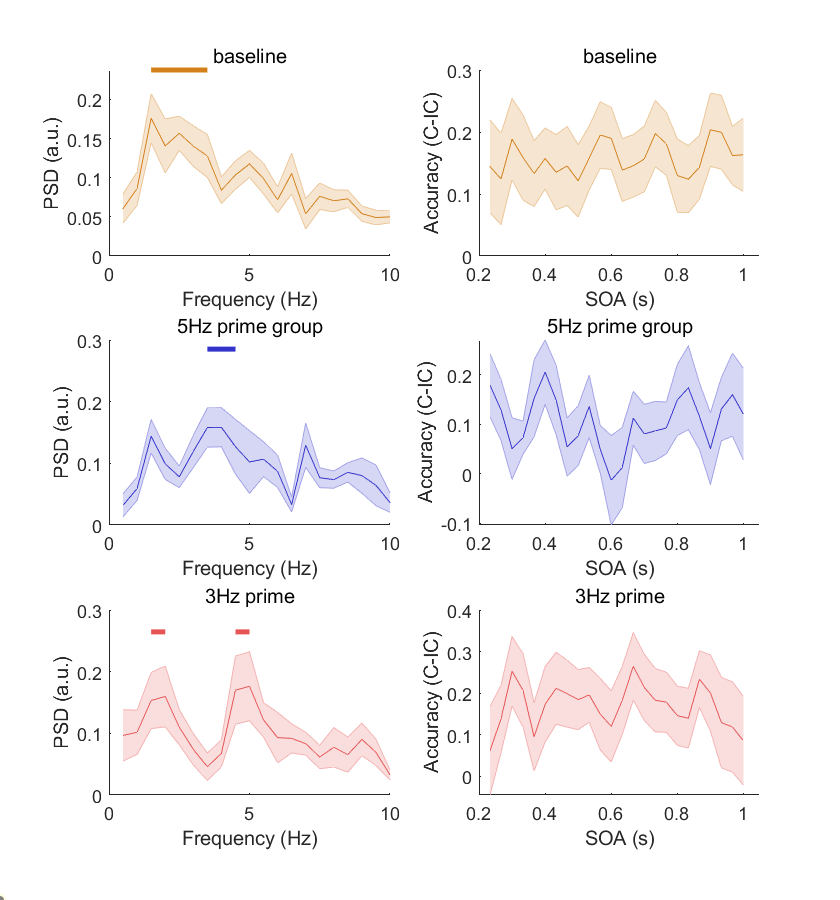 baseline
PSD (a.u.)
0.2
0.15
0.1
0.05
0
0 5 10
Frequency (Hz)
baseline
Accuracy (C-IC)
0.3
0.2
0.1
0
0.2 0.4 0.6 0.8 1
SOA (s)
5Hz prime group
PSD (a.u.)
0.3
0.2
0.1
0
0 5 10
Frequency (Hz)
5Hz prime group
Accuracy (C-IC)
0.2
0.1
0
-0.1
0.2 0.4 0.6 0.8 1
SOA (s)
3Hz prime
PSD (a.u.)
0.3
0.2
0.1
0
0 5 10
Frequency (Hz)
3Hz prime
Accuracy (C-IC)
0.4
0.3
0.2
0.1
0
0.2 0.4 0.6 0.8 1
SOA (s)